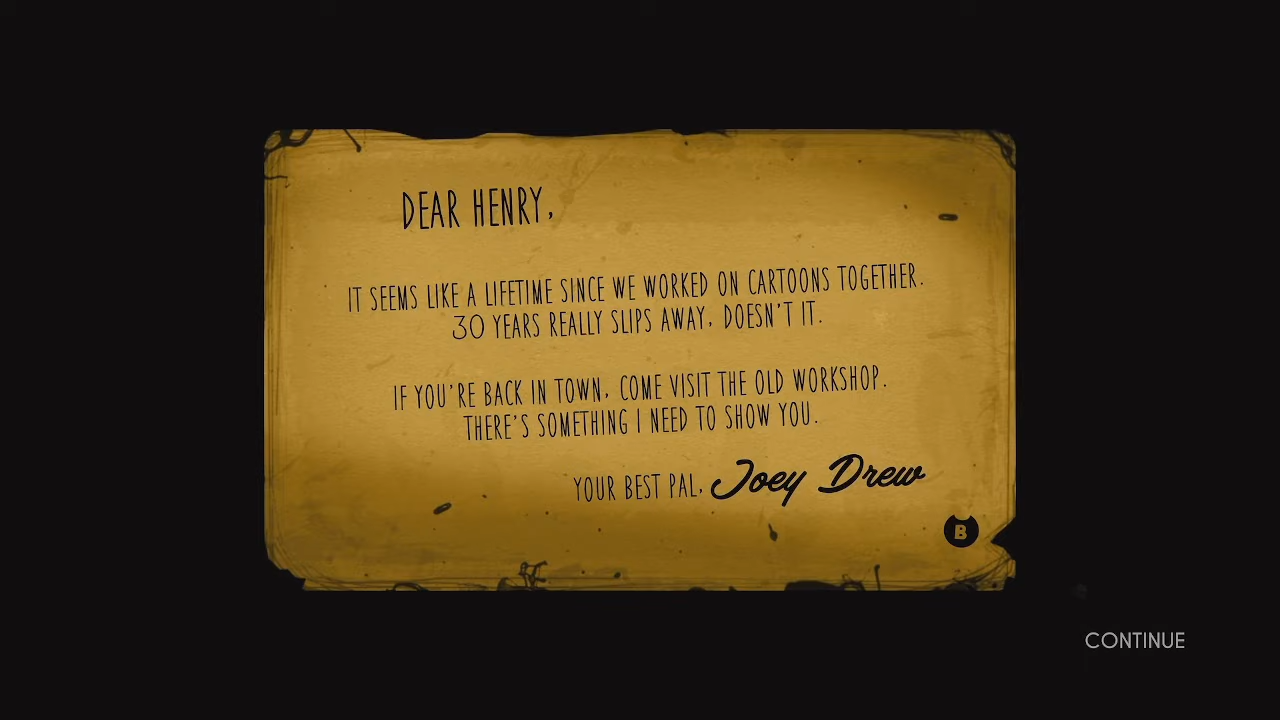 DEAR HENRY,
IT SEEMS LIKE A LIFETIME SINCE WE WORKED ON CARTOONS TOGETHER.
30 YEARS REALLY SLIPS AWAY, DOESN'T IT.
IF YOU'RE BACK IN TOWN, COME VISIT THE OLD WORKSHOP.
THERE'S SOMETHING I NEED TO SHOW YOU.
YOUR BEST PAL, Joey Drew
B
CONTINUE